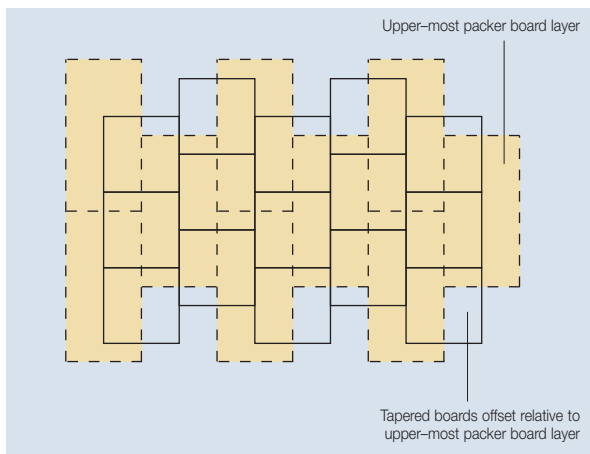 Upper–most packer board layer
Tapered boards offset relative to
upper–most packer board layer